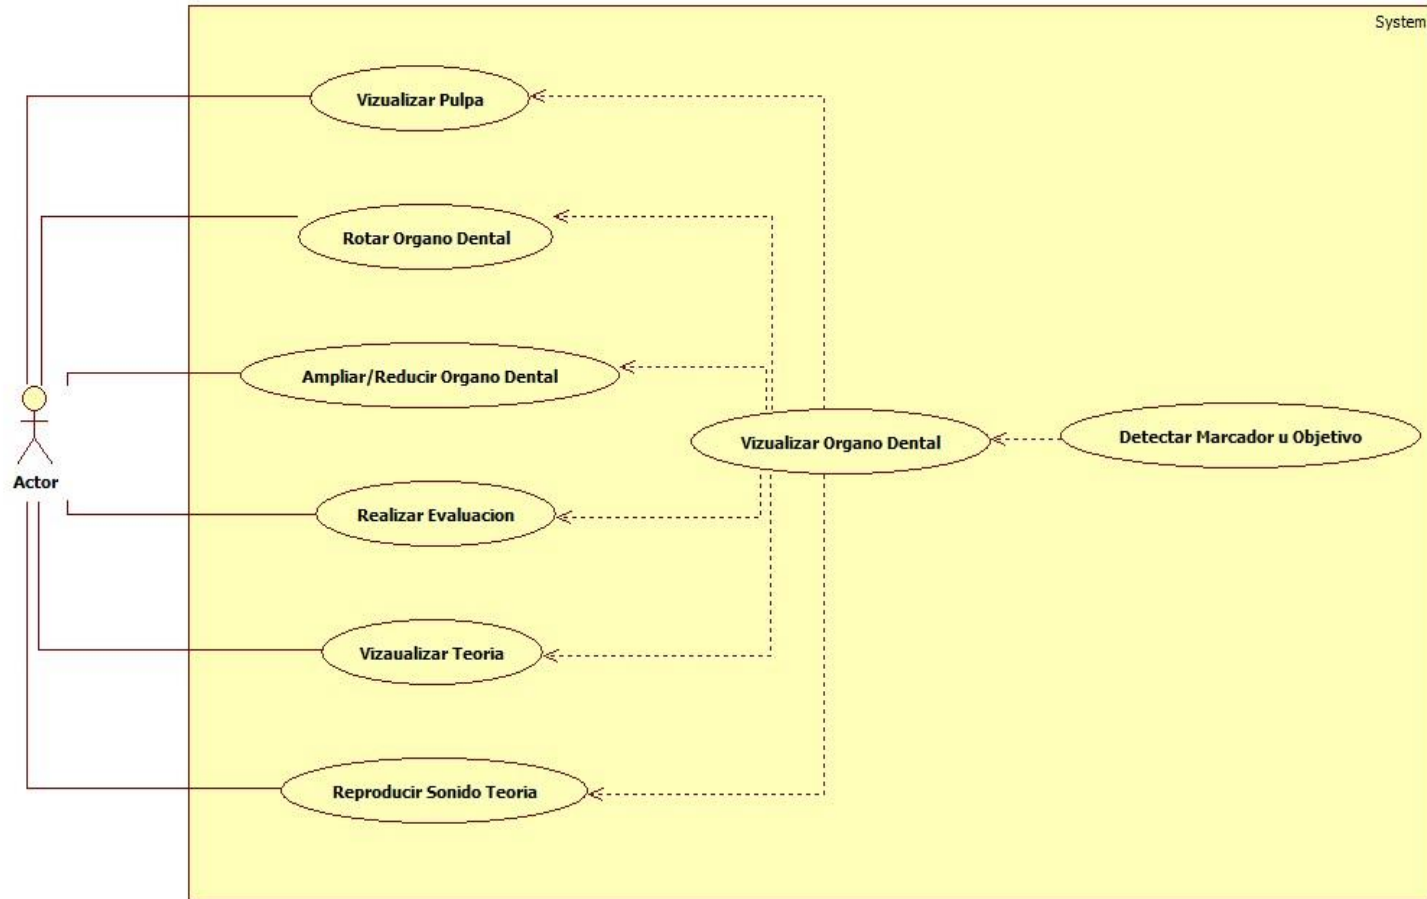 System
Vizualizar Pulpa
Rotar Organo Dental
Ampliar/Reducir Organo Dental
Vizualizar Organo Dental
Detectar Marcador u Objetivo
Actor
Realizar Evaluacion
Vizaualizar Teoria
Reproducir Sonido Teoria